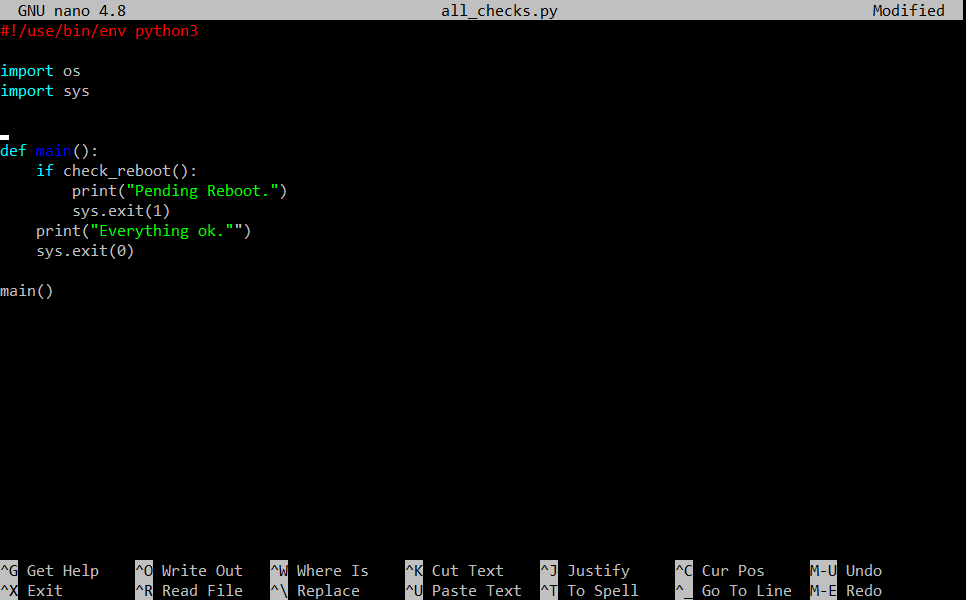 GNU nano 4.8 all_checks.py Modified
#!/use/bin/env python3
import os
import sys
def main():
    if check_reboot():
        print("Pending Reboot.")
        sys.exit(1)
    print("Everything ok."")
    sys.exit(0)
main()
^G Get Help ^O Write Out ^W Where Is ^K Cut Text ^J Justify ^C Cur Pos M-U Undo
^X Exit ^R Read File ^\ Replace ^U Paste Text ^T To Spell ^_ Go To Line M-E Redo